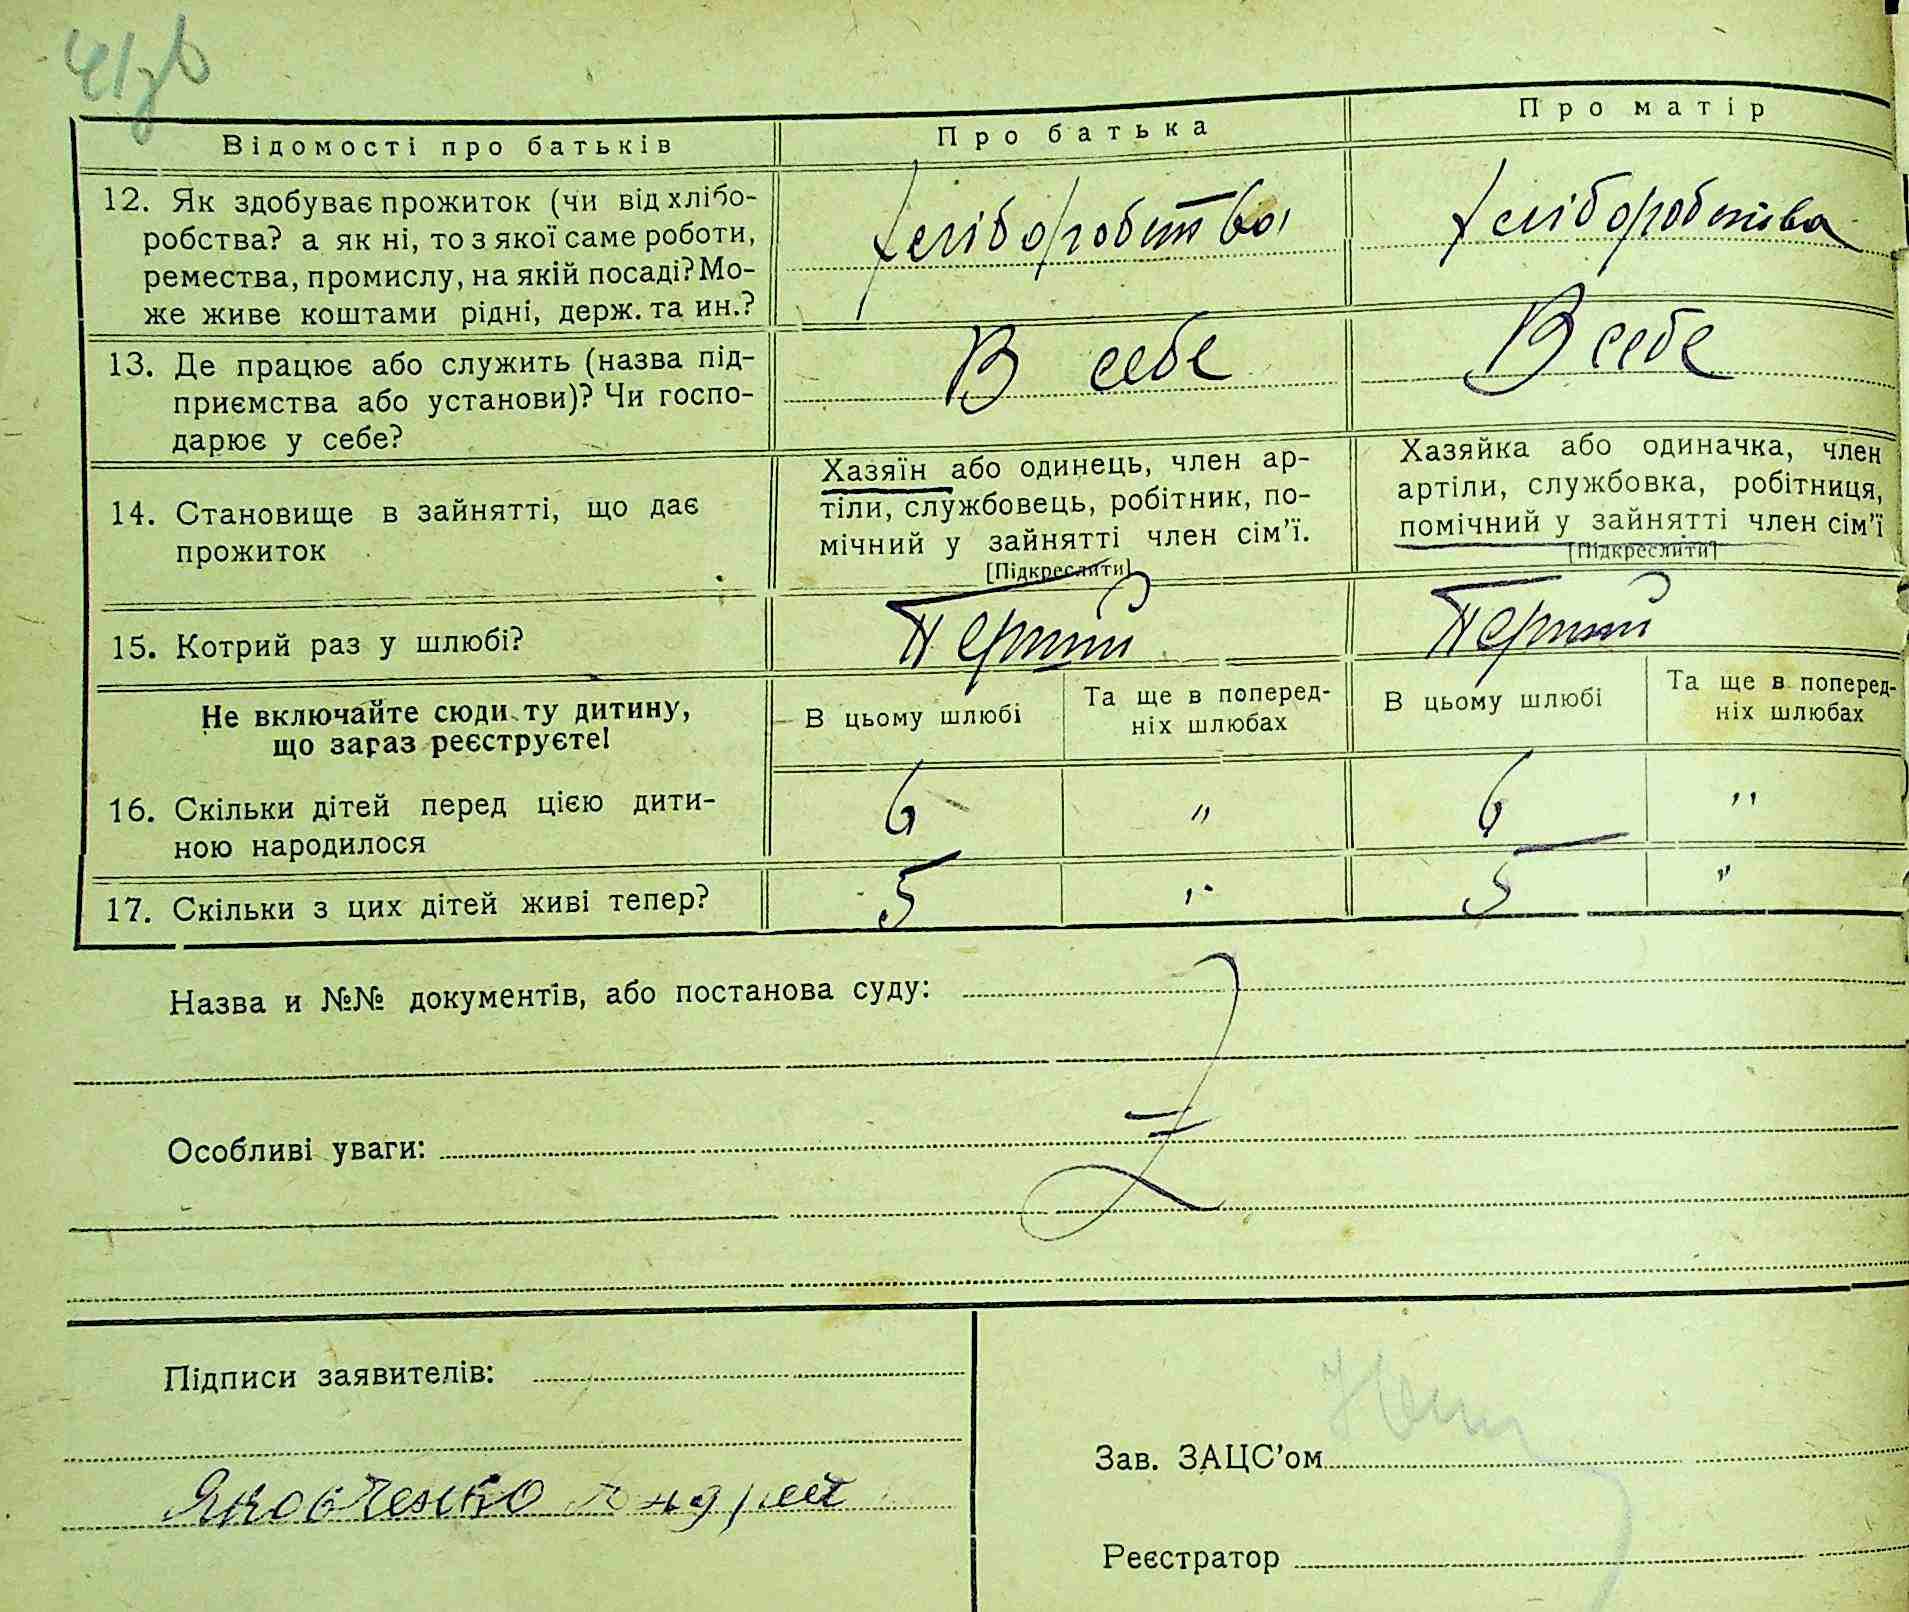 41зв
Відомості про батьків
Про батька
Про матір
12. Як здобуває прожиток (чи від хлібо-
робства? а як ні, то з якої саме роботи,
ремества, промислу, на якій посаді? Мо-
же живе коштами рідні, держ. та ин.?
хліборобства
хліборобства
13. Де працює або служить (назва під-
приємства або установи)? Чи госпо-
дарює у себе?
В себе
В себе
14. Становище в зайнятті, що дає
прожиток
Хазяїн або одинець, член ар-
тіли, службовець, робітник, по-
мічний у зайнятті член сім'ї.
[Підкреслити]
Хазяйка або одиначка, член
артіли, службовка, робітниця,
помічний у зайнятті член сім'ї
[Підкреслити]
15. Котрий раз у шлюбі?
Перший
Перший
Не включайте сюди ту дитину,
що зараз реєструєте!
В цьому шлюбі
Та ще в поперед-
ніх шлюбах
В цьому шлюбі
Та ще в поперед-
ніх шлюбах
16. Скільки дітей перед цією дити-
ною народилося
6 " 6 "
17. Скільки з цих дітей живі тепер?
5 " 5 "
Назва и №№ документів, або постанова суду:
Особливі уваги:
Підписи заявителів:
Яковченко Андрей
Зав. ЗАЦС'ом
Реєстратор